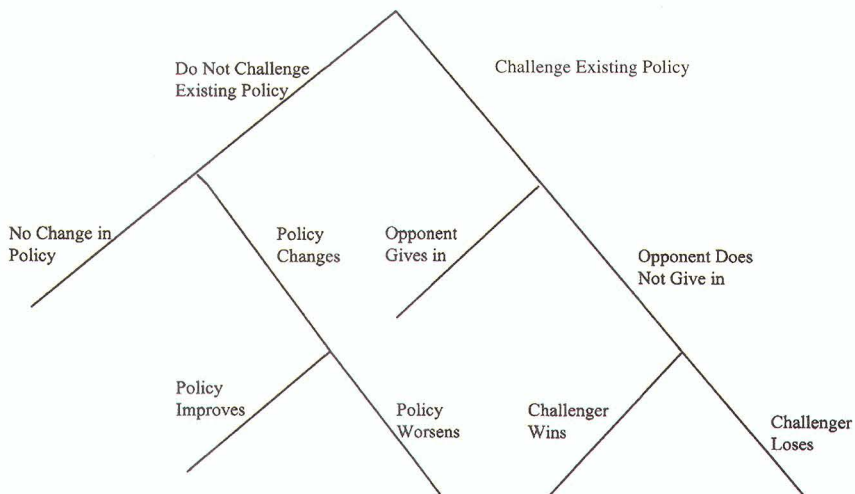 Do Not Challenge
Existing Policy
Challenge Existing Policy
No Change in
Policy
Policy
Changes
Opponent
Gives in
Opponent Does
Not Give in
Policy
Improves
Policy
Worsens
Challenger
Wins
Challenger
Loses